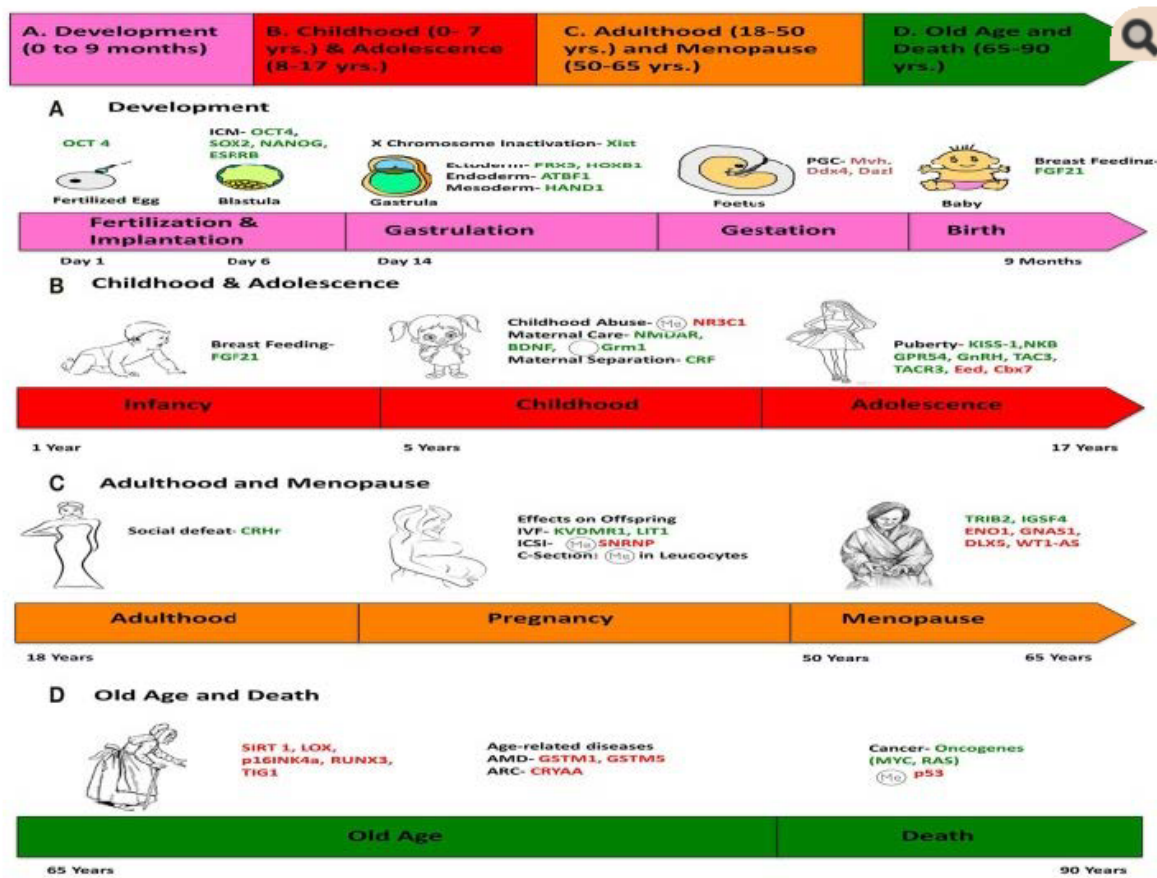 A. Development
(0 to 9 months)
B. Childhood (0- 7
yrs.) & Adolescence
(8-17 yrs.)
C. Adulthood (18-50
yrs.) and Menopause
(50-65 yrs.)
D. Old Age and
Death (65-90
yrs.)
A Development
OCT 4
Fertilized Egg
ICM- OCT4,
SOX2, NANOG,
ESRRB
Blastula
X Chromosome Inactivation- Xist
Ectoderm- FRX3, HOXB1
Endoderm- ATBF1
Mesoderm- HAND1
Gastrula
Foetus
PGC- Mvh,
Ddx4, Dazl
Baby
Breast Feeding-
FGF21
Fertilization &
Implantation
Gastrulation
Gestation
Birth
Day 1
Day 6
Day 14
9 Months
B Childhood & Adolescence
Breast Feeding-
FGF21
Childhood Abuse- Me NR3C1
Maternal Care- NMDAR,
BDNF, Grm1
Maternal Separation- CRF
Puberty- KISS-1,NKB
GPR54, GnRH, TAC3,
TACR3, Eed, Cbx7
Infancy
Childhood
Adolescence
1 Year
5 Years
17 Years
C Adulthood and Menopause
Social defeat- CRHr
Effects on Offspring
IVF- KVDMR1, LIT1
ICSI- Me SNRNP
C-Section: Me in Leucocytes
TRIB2, IGSF4
ENO1, GNAS1,
DLX5, WT1-AS
Adulthood
Pregnancy
Menopause
18 Years
50 Years
65 Years
D Old Age and Death
SIRT 1, LOX,
p16INK4a, RUNX3,
TIG1
Age-related diseases
AMD- GSTM1, GSTM5
ARC- CRYAA
Cancer- Oncogenes
(MYC, RAS)
Me p53
Old Age
Death
65 Years
90 Years